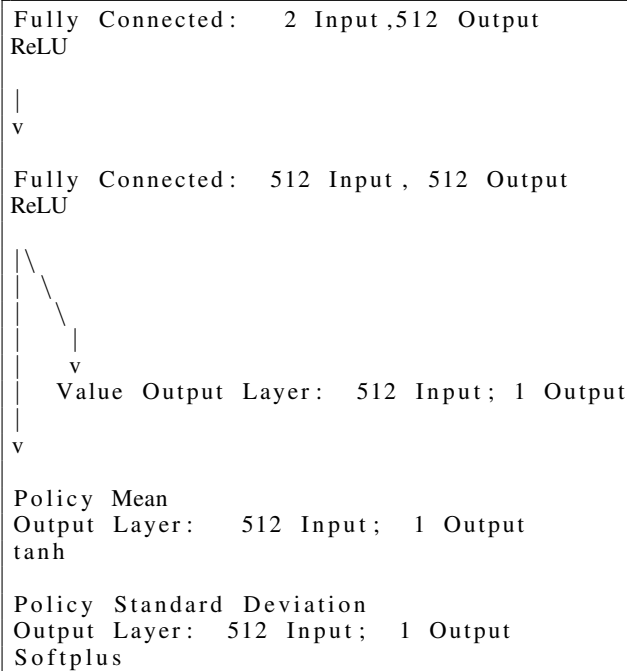 Fully Connected: 2 Input ,512 Output
ReLU
|
v
Fully Connected: 512 Input , 512 Output
ReLU
|\
| \
|  \
|   |
|   v
|  Value Output Layer: 512 Input; 1 Output
|
v
Policy Mean
Output Layer: 512 Input; 1 Output
tanh
Policy Standard Deviation
Output Layer: 512 Input; 1 Output
Softplus